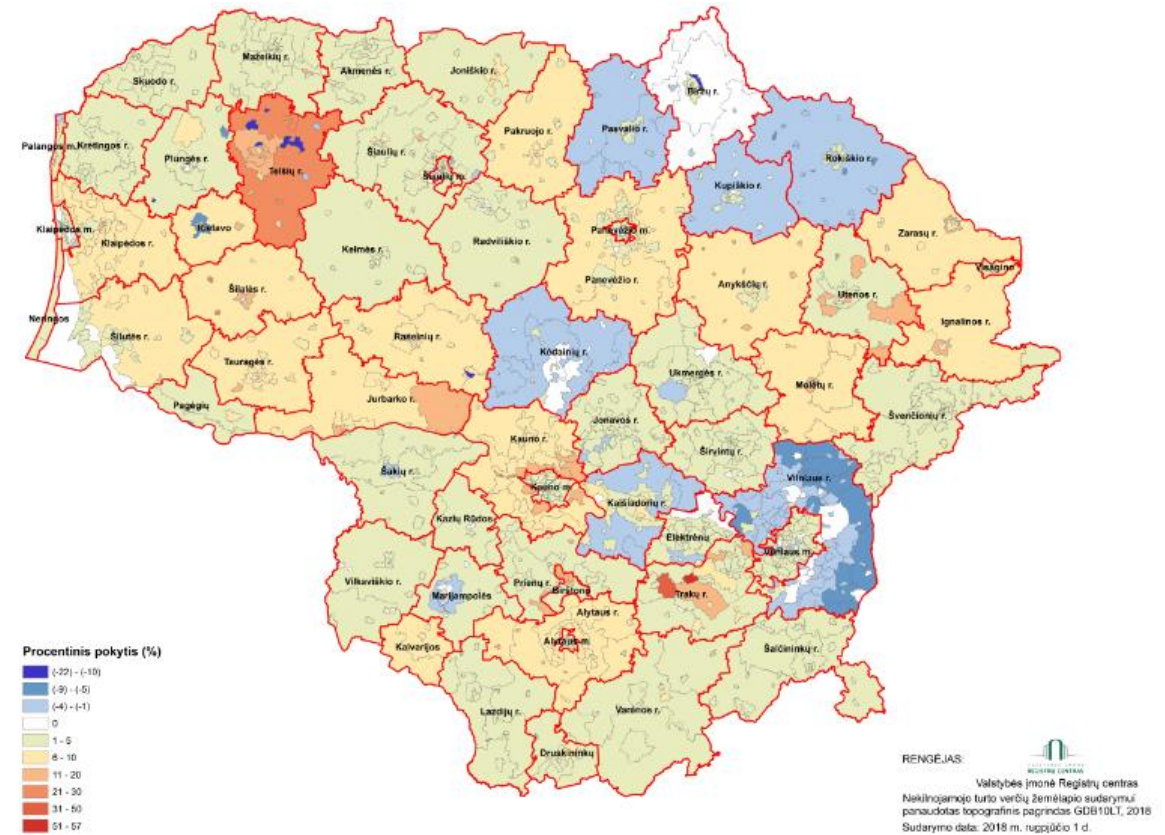 Mažeikių r.
Akmenės r.
Joniškio r.
Skuodo r.
Biržų r.
Pakruojo r.
Pasvalio r.
Palangos m.
Kretingos r.
Plungės r.
Telšių r.
Šiaulių r.
Šiaulių m.
Rokiškio r.
Kupiškio r.
Klaipėdos m.
Klaipėdos r.
Rietavo
Kelmės r.
Radviliškio r.
Panevėžio m.
Panevėžio r.
Zarasų r.
Visagino
Anykščių r.
Utenos r.
Ignalinos r.
Šilalės r.
Neringos
Šilutės r.
Raseinių r.
Kėdainių r.
Tauragės r.
Ukmergės r.
Molėtų r.
Pagėgių
Jurbarko r.
Jonavos r.
Švenčionių r.
Kauno r.
Širvintų r.
Šakių r.
Kauno m.
Vilniaus r.
Kaišiadorių r.
Kazlų Rūdos
Elektrėnų
Vilniaus m.
Vilkaviškio r.
Marijampolės
Prienų r.
Birštono
Trakų r.
Alytaus r.
Alytaus m.
Kalvarijos
Šalčininkų r.
Lazdijų r.
Varėnos r.
Druskininkų
Procentinis pokytis (%)
(-22) - (-10)
(-9) - (-5)
(-4) - (-1)
0
1 - 5
6 - 10
11 - 20
21 - 30
31 - 50
51 - 57
RENGĖJAS:
VALSTYBĖS ĮMONĖ
REGISTRŲ CENTRAS
Valstybės įmonė Registrų centras
Nekilnojamojo turto verčių žemėlapio sudarymui
panaudotas topografinis pagrindas GDB10LT, 2018
Sudarymo data: 2018 m. rugpjūčio 1 d.